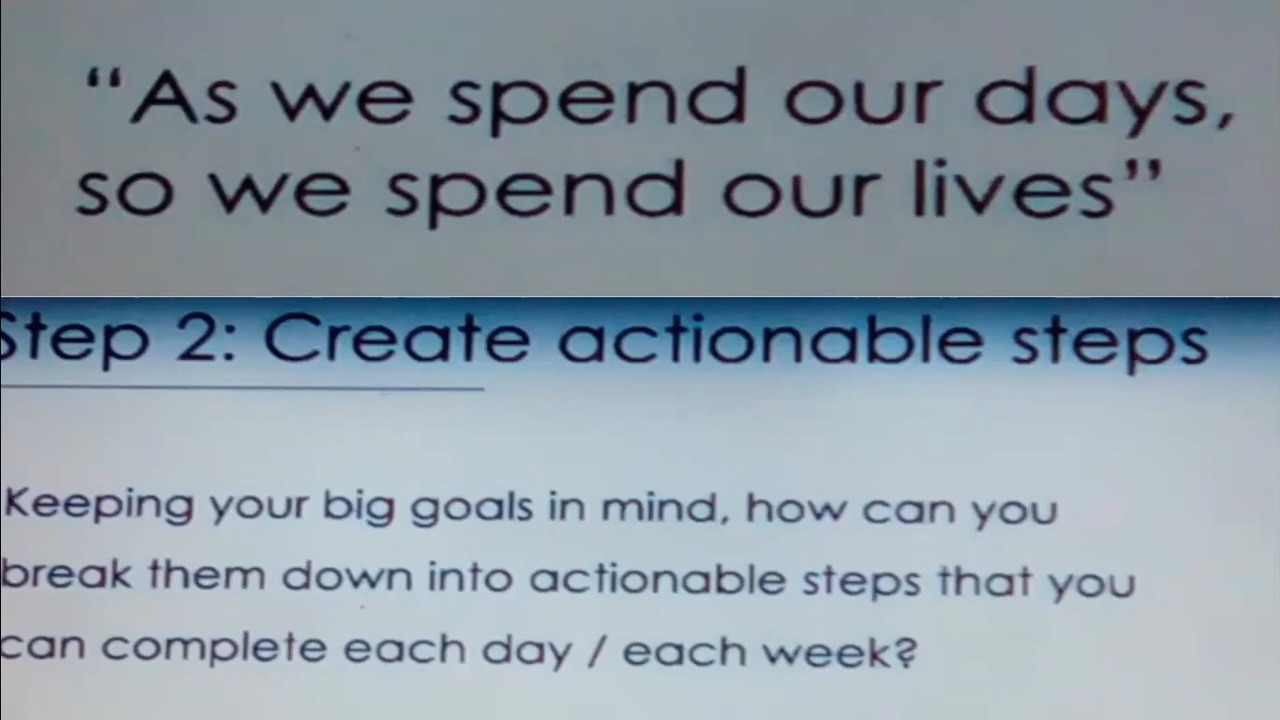 “As we spend our days,
so we spend our lives”
Step 2: Create actionable steps
Keeping your big goals in mind, how can you
break them down into actionable steps that you
can complete each day / each week?